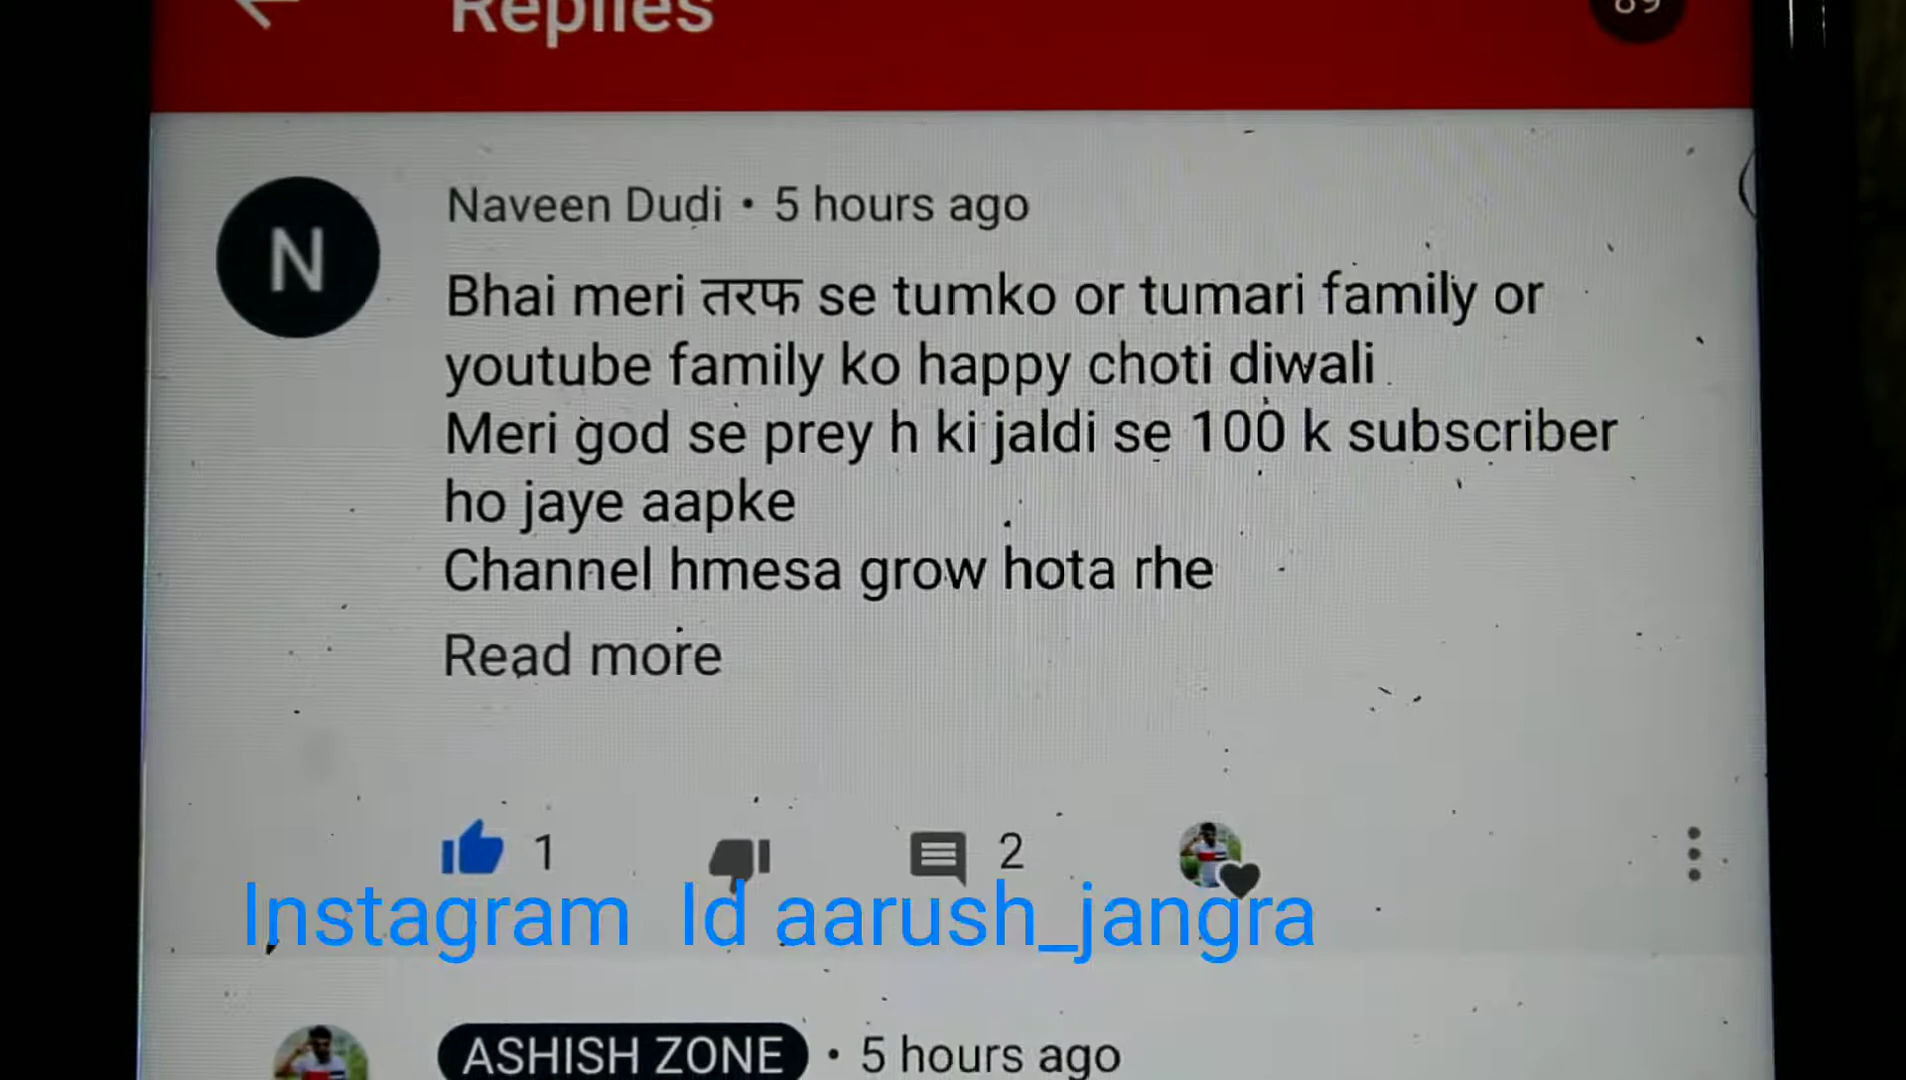 Replies
Naveen Dudi • 5 hours ago
N
Bhai meri तरफ se tumko or tumari family or
youtube family ko happy choti diwali
Meri god se prey h ki jaldi se 100 k subscriber
ho jaye aapke
Channel hmesa grow hota rhe
Read more
1
2
Instagram Id aarush_jangra
ASHISH ZONE • 5 hours ago